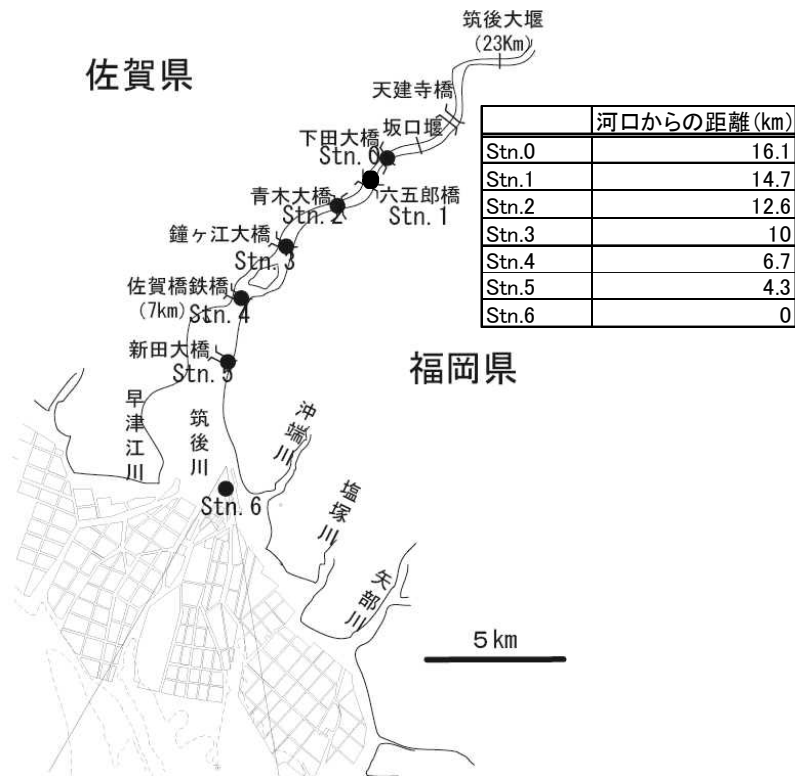 筑後大堰
(23Km)
佐賀県
天建寺橋
坂口堰
下田大橋
Stn. 0
六五郎橋
Stn. 1
青木大橋
Stn. 2
鐘ヶ江大橋
Stn. 3
佐賀橋鉄橋
(7km)
Stn. 4
新田大橋
Stn. 5
福岡県
早津江川
筑後川
沖端川
Stn. 6
塩塚川
矢部川
5km
河口からの距離(km)
Stn.0 16.1
Stn.1 14.7
Stn.2 12.6
Stn.3 10
Stn.4 6.7
Stn.5 4.3
Stn.6 0